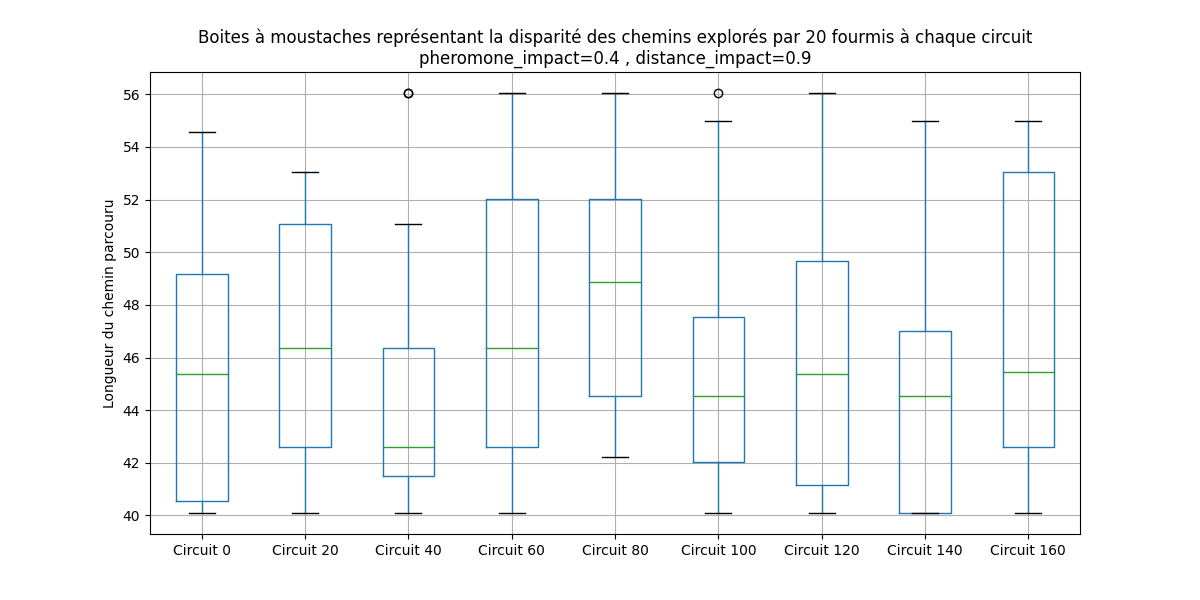 Boites à moustaches représentant la disparité des chemins explorés par 20 fourmis à chaque circuit
pheromone_impact=0.4 , distance_impact=0.9
Longueur du chemin parcouru
56
54
52
50
48
46
44
42
40
Circuit 0
Circuit 20
Circuit 40
Circuit 60
Circuit 80
Circuit 100
Circuit 120
Circuit 140
Circuit 160